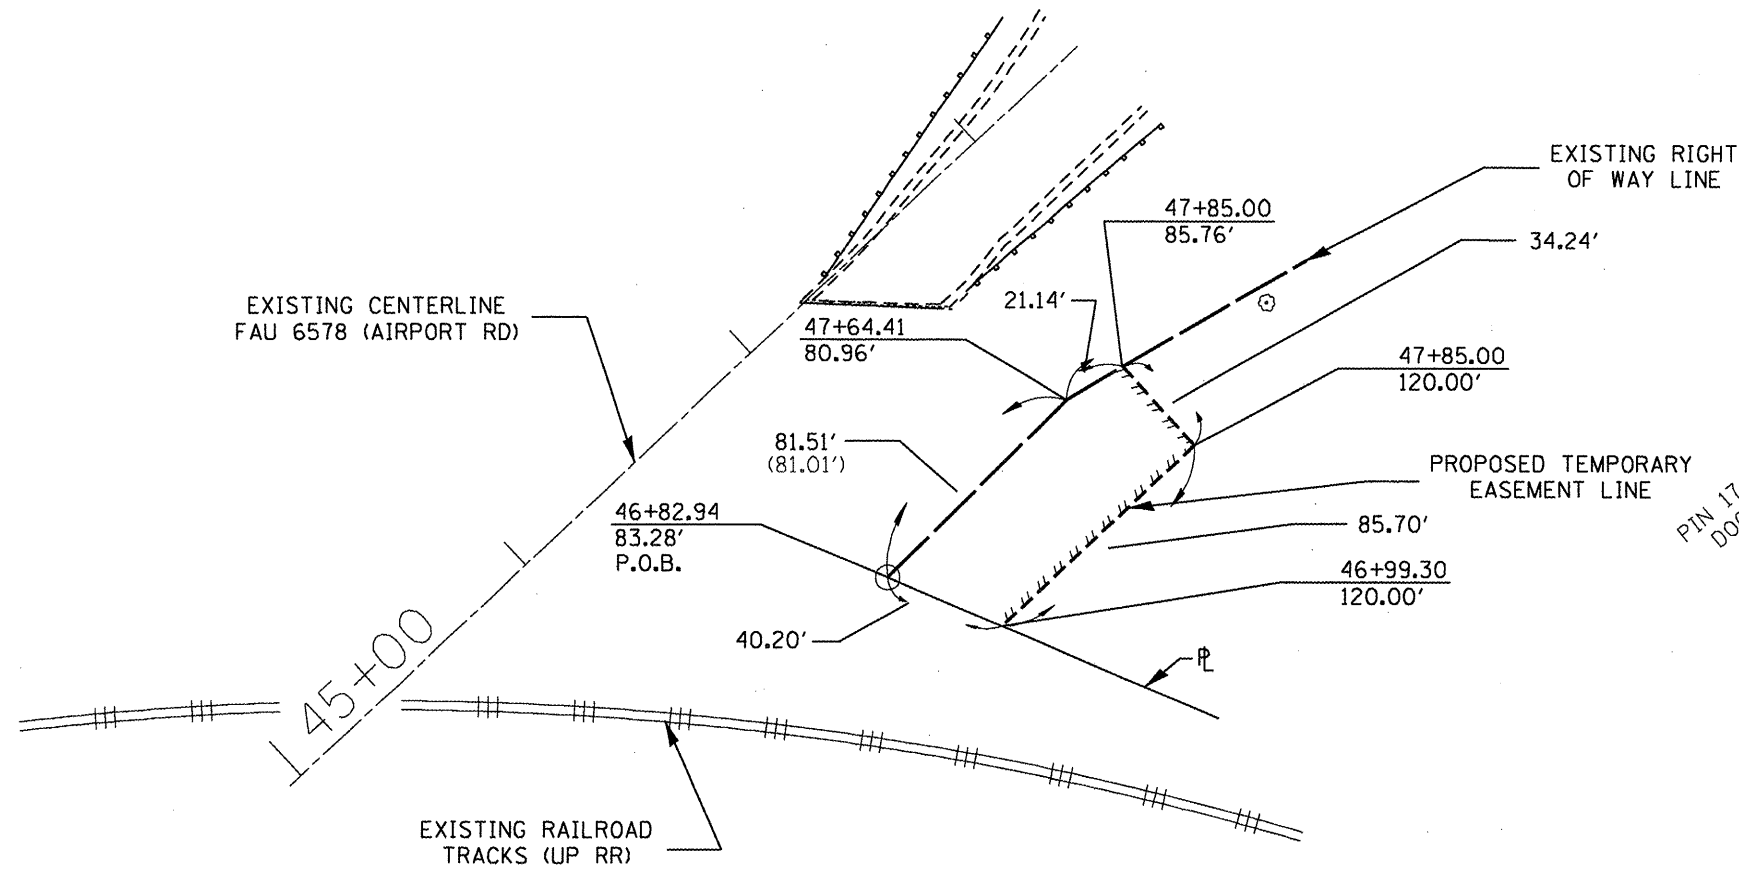 EXISTING RIGHT
OF WAY LINE
47+85.00
85.76'
34.24'
21.14'
EXISTING CENTERLINE
FAU 6578 (AIRPORT RD)
47+64.41
80.96'
47+85.00
120.00'
81.51'
(81.01')
PROPOSED TEMPORARY
EASEMENT LINE
46+82.94
83.28'
P.O.B.
85.70'
PIN 17
46+99.30
120.00'
40.20'
PL
45+00
EXISTING RAILROAD
TRACKS (UP RR)